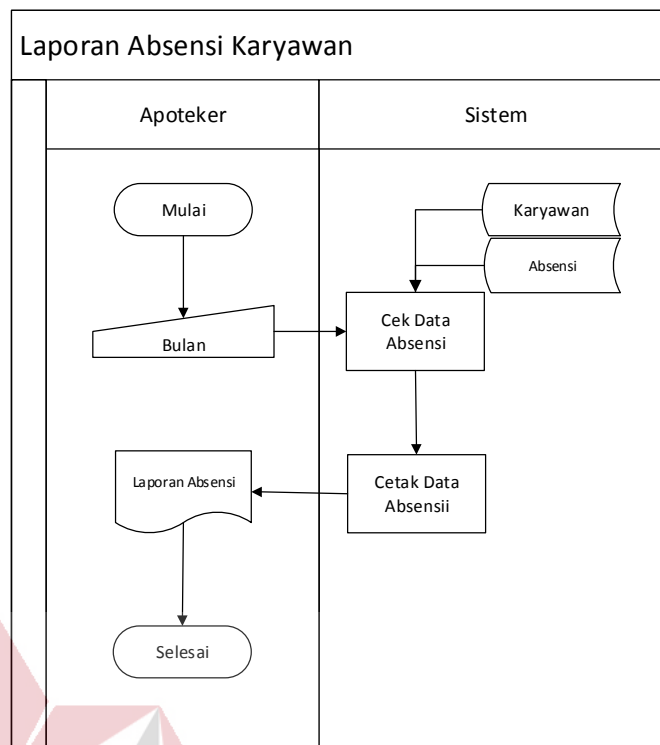 Laporan Absensi Karyawan
Apoteker
Sistem
Mulai
Karyawan
Absensi
Bulan
Cek Data
Absensi
Laporan Absensi
Cetak Data
Absensii
Selesai